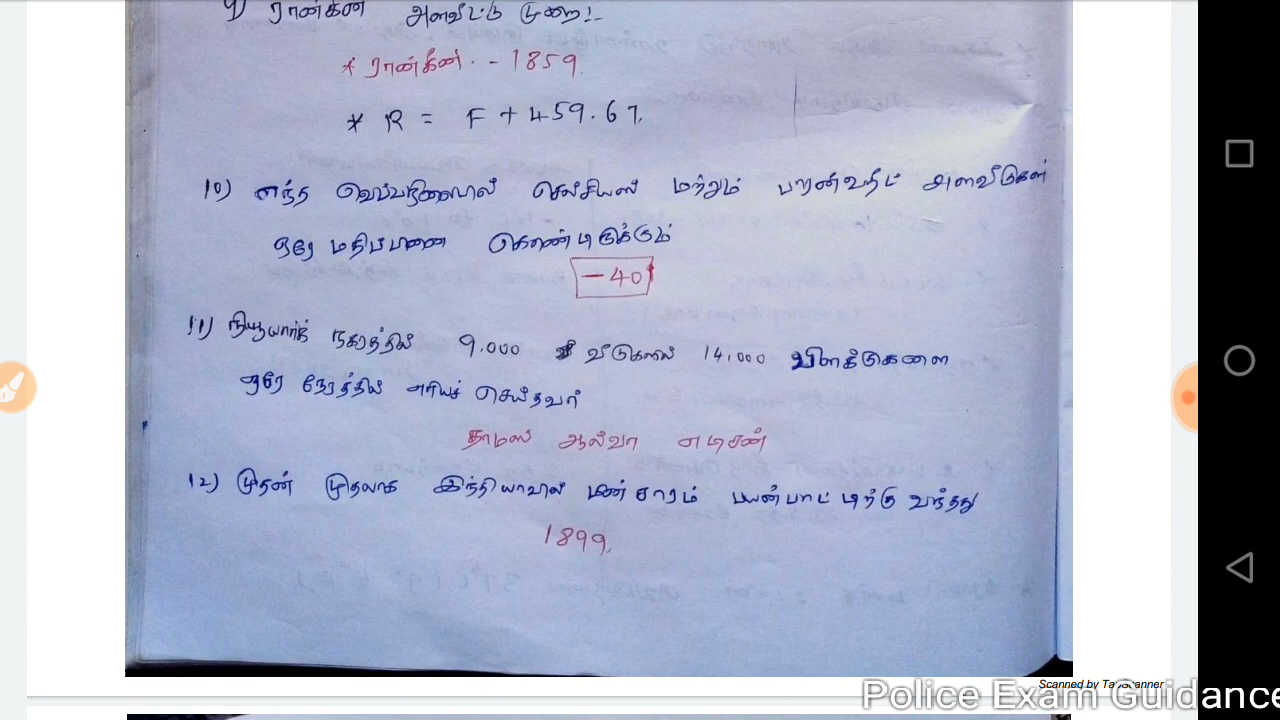 9) ரான்கீன் அளவீட்டு முறை:-
* ரான்கீன். - 1859.
* R = F + 459.67.
10) எந்த வெப்பநிலையில் செல்சியஸ் மற்றும் பாரன்ஹீட் அளவீடுகள்
ஒரே மதிப்பினை கொண்டிருக்கும்
-40
11) நியூயார்க் நகரத்தில் 9.000 வீடுகளில் 14.000 விளக்குகளை
ஒரே நேரத்தில் எரியச் செய்தவர்
தாமஸ் ஆல்வா எடிசன்
12) முதன் முதலாக இந்தியாவில் மின்சாரம் பயன்பாட்டிற்கு வந்தது
1899.
Scanned by TapScanner
Police Exam Guidance